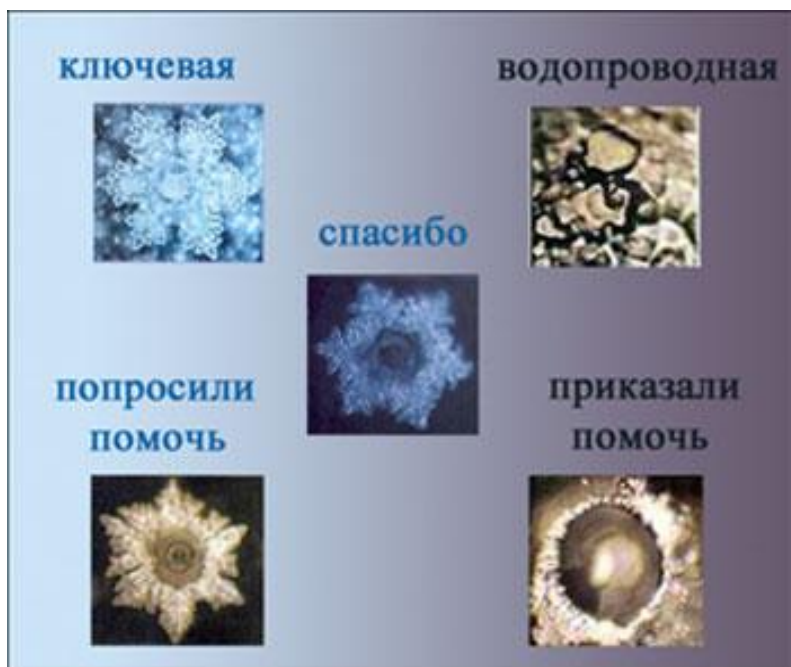 ключевая
водопроводная
спасибо
попросили
помочь
приказали
помочь